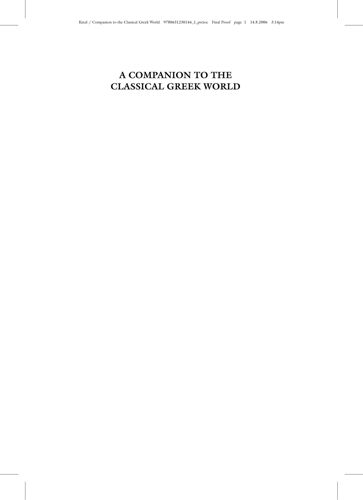 Kinzl / Companion to the Classical Greek World 9780631230144_1_pretoc Final Proof page i 14.8.2006 3:14pm
A COMPANION TO THE
CLASSICAL GREEK WORLD